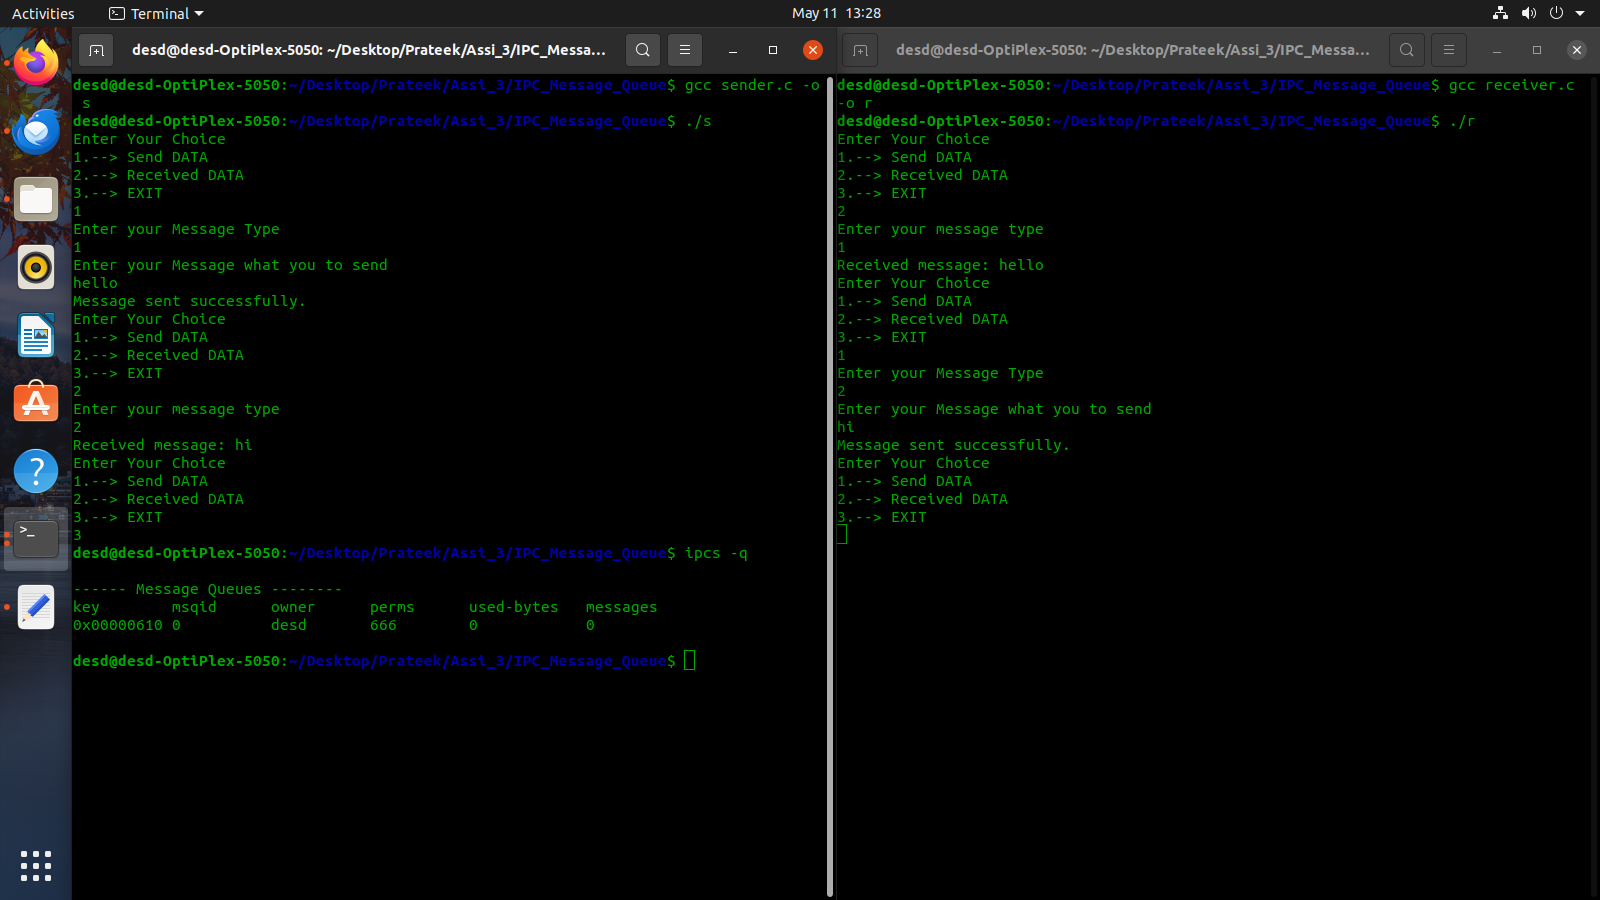 Activities
Terminal
May 11 13:28
desd@desd-OptiPlex-5050: ~/Desktop/Prateek/Assi_3/IPC_Messa...
desd@desd-OptiPlex-5050:~/Desktop/Prateek/Assi_3/IPC_Message_Queue$ gcc sender.c -o
s
desd@desd-OptiPlex-5050:~/Desktop/Prateek/Assi_3/IPC_Message_Queue$ ./s
Enter Your Choice
1.--> Send DATA
2.--> Received DATA
3.--> EXIT
1
Enter your Message Type
1
Enter your Message what you to send
hello
Message sent successfully.
Enter Your Choice
1.--> Send DATA
2.--> Received DATA
3.--> EXIT
2
Enter your message type
2
Received message: hi
Enter Your Choice
1.--> Send DATA
2.--> Received DATA
3.--> EXIT
3
desd@desd-OptiPlex-5050:~/Desktop/Prateek/Assi_3/IPC_Message_Queue$ ipcs -q
------ Message Queues --------
key msqid owner perms used-bytes messages
0x00000610 0 desd 666 0 0
desd@desd-OptiPlex-5050:~/Desktop/Prateek/Assi_3/IPC_Message_Queue$
desd@desd-OptiPlex-5050: ~/Desktop/Prateek/Assi_3/IPC_Messa...
desd@desd-OptiPlex-5050:~/Desktop/Prateek/Assi_3/IPC_Message_Queue$ gcc receiver.c
-o r
desd@desd-OptiPlex-5050:~/Desktop/Prateek/Assi_3/IPC_Message_Queue$ ./r
Enter Your Choice
1.--> Send DATA
2.--> Received DATA
3.--> EXIT
2
Enter your message type
1
Received message: hello
Enter Your Choice
1.--> Send DATA
2.--> Received DATA
3.--> EXIT
1
Enter your Message Type
2
Enter your Message what you to send
hi
Message sent successfully.
Enter Your Choice
1.--> Send DATA
2.--> Received DATA
3.--> EXIT